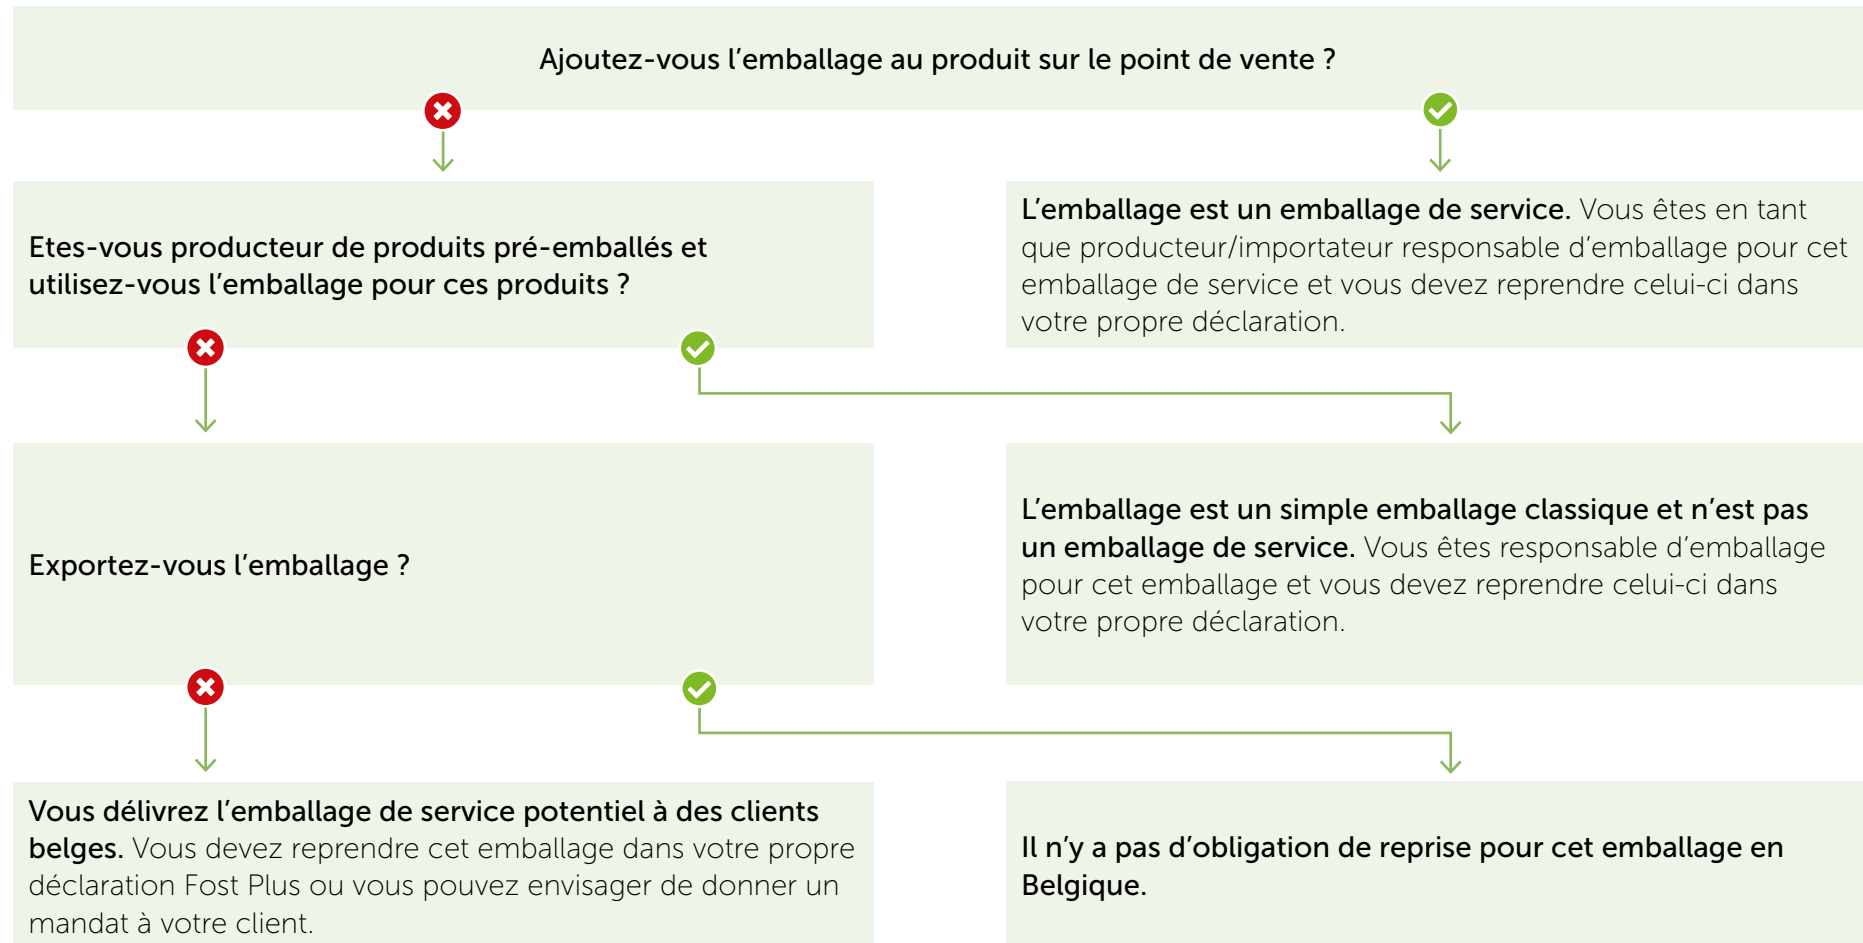 Ajoutez-vous l’emballage au produit sur le point de vente ?
Etes-vous producteur de produits pré-emballés et
utilisez-vous l’emballage pour ces produits ?
L’emballage est un emballage de service. Vous êtes en tant
que producteur/importateur responsable d’emballage pour cet
emballage de service et vous devez reprendre celui-ci dans
votre propre déclaration.
Exportez-vous l’emballage ?
L’emballage est un simple emballage classique et n’est pas
un emballage de service. Vous êtes responsable d’emballage
pour cet emballage et vous devez reprendre celui-ci dans
votre propre déclaration.
Vous délivrez l’emballage de service potentiel à des clients
belges. Vous devez reprendre cet emballage dans votre propre
déclaration Fost Plus ou vous pouvez envisager de donner un
mandat à votre client.
Il n’y a pas d’obligation de reprise pour cet emballage en
Belgique.